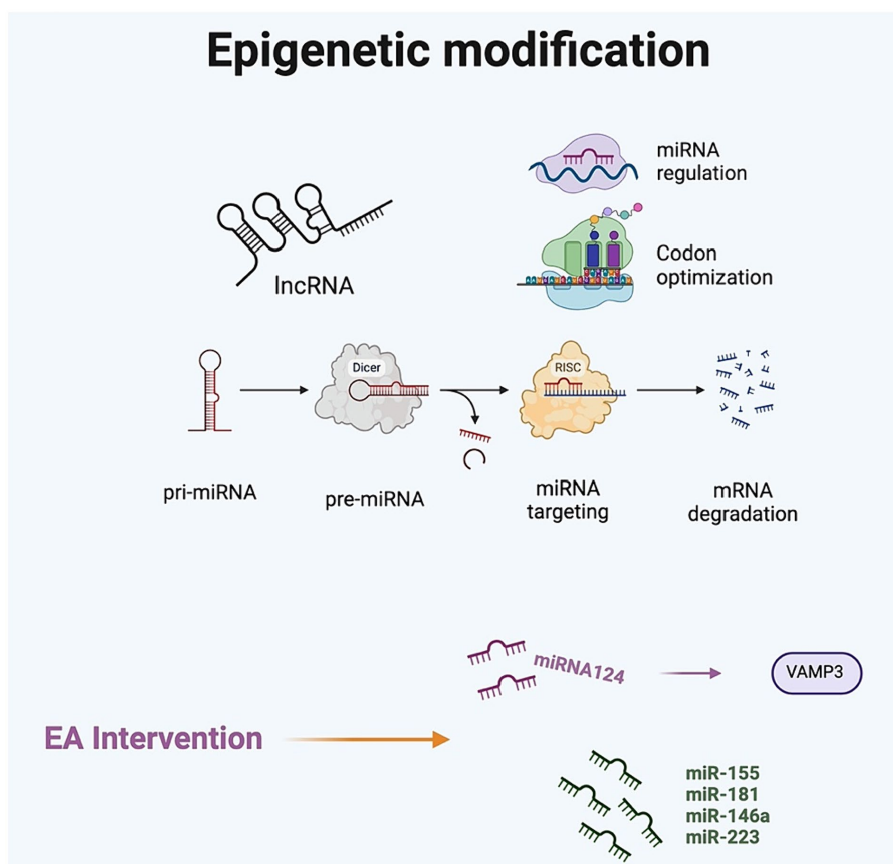 Epigenetic modification
miRNA
regulation
lncRNA
Codon
optimization
Dicer
RISC
pri-miRNA
pre-miRNA
miRNA
targeting
mRNA
degradation
miRNA124
VAMP3
EA Intervention
miR-155
miR-181
miR-146a
miR-223